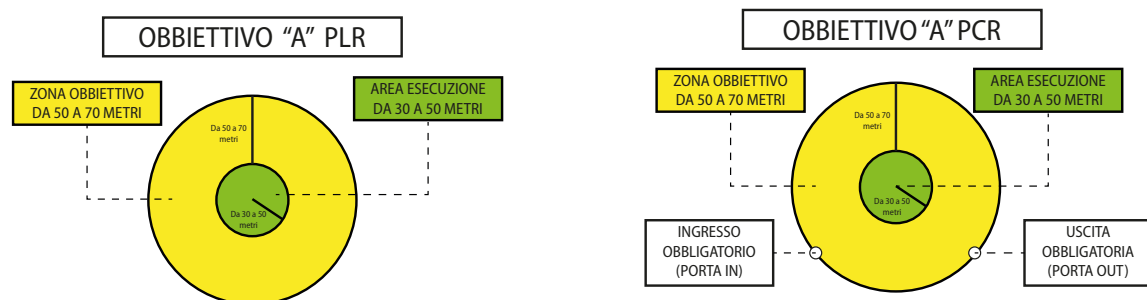 OBBIETTIVO “A” PLR
ZONA OBBIETTIVO
DA 50 A 70 METRI
AREA ESECUZIONE
DA 30 A 50 METRI
Da 50 a 70
metri
Da 30 a 50
metri
OBBIETTIVO “A” PCR
ZONA OBBIETTIVO
DA 50 A 70 METRI
AREA ESECUZIONE
DA 30 A 50 METRI
Da 50 a 70
metri
Da 30 a 50
metri
INGRESSO
OBBLIGATORIO
(PORTA IN)
USCITA
OBBLIGATORIA
(PORTA OUT)